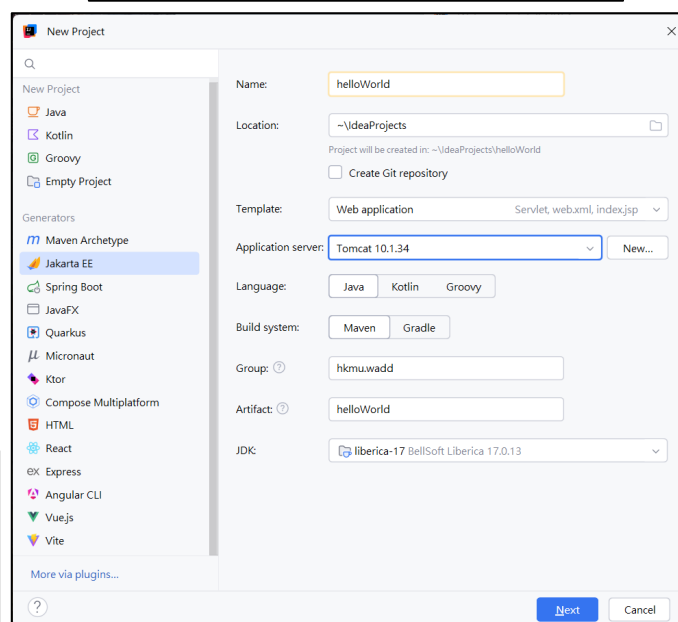 New Project
New Project
Java
Kotlin
Groovy
Empty Project
Generators
Maven Archetype
Jakarta EE
Spring Boot
JavaFX
Quarkus
Micronaut
Ktor
Compose Multiplatform
HTML
React
ex Express
Angular CLI
Vue.js
Vite
More via plugins...
?
Name: helloWorld
Location: ~\IdeaProjects
Project will be created in: ~\IdeaProjects\helloWorld
Create Git repository
Template: Web application Servlet, web.xml, index.jsp
Application server: Tomcat 10.1.34 New...
Language: Java Kotlin Groovy
Build system: Maven Gradle
Group: ? hkmu.wadd
Artifact: ? helloWorld
JDK: liberica-17 BellSoft Liberica 17.0.13
Next Cancel